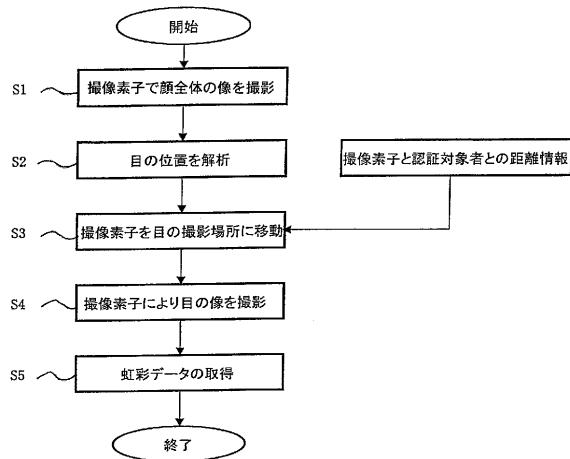 開始
S1
撮像素子で顔全体の像を撮影
S2
目の位置を解析
撮像素子と認証対象者との距離情報
S3
撮像素子を目の撮影場所に移動
S4
撮像素子により目の像を撮影
S5
虹彩データの取得
終了